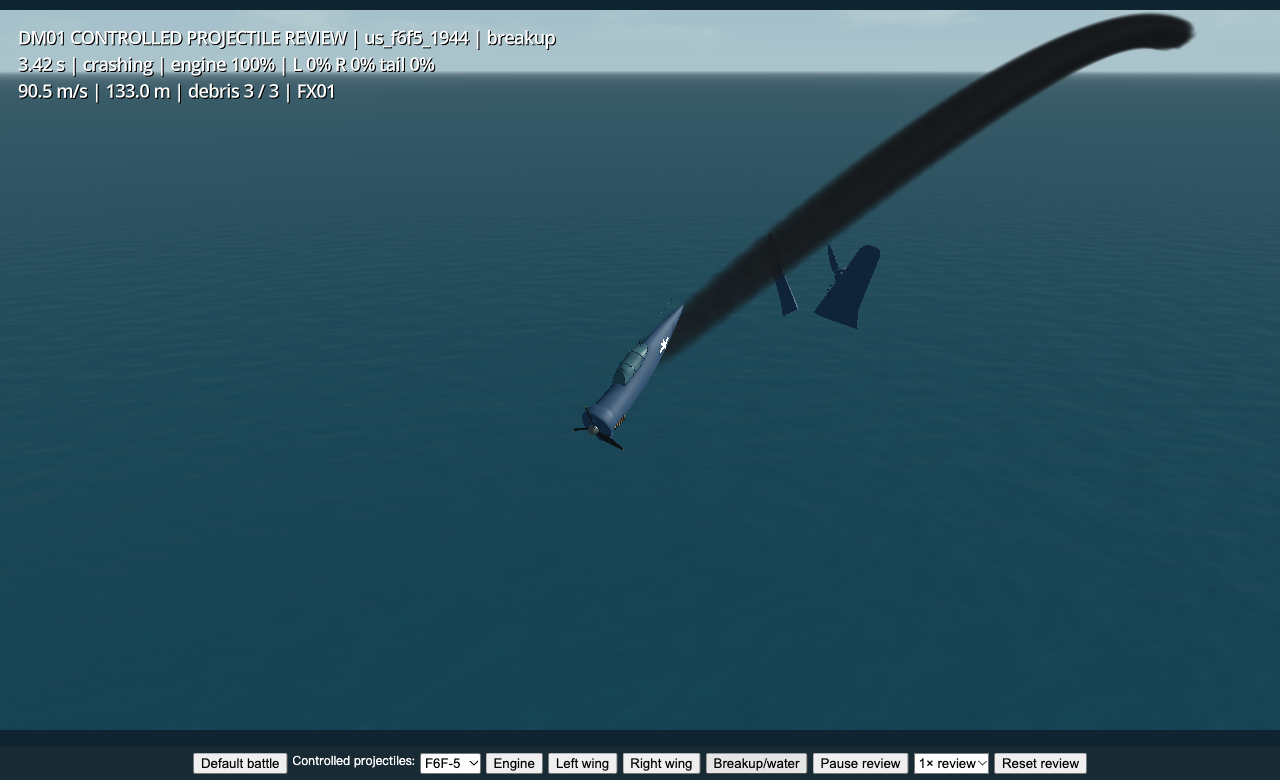 DM01 CONTROLLED PROJECTILE REVIEW | us_f6f5_1944 | breakup
3.42 s | crashing | engine 100% | L 0% R 0% tail 0%
90.5 m/s | 133.0 m | debris 3 / 3 | FX01
Default battle Controlled projectiles: F6F-5 Engine Left wing Right wing Breakup/water Pause review 1× review Reset review